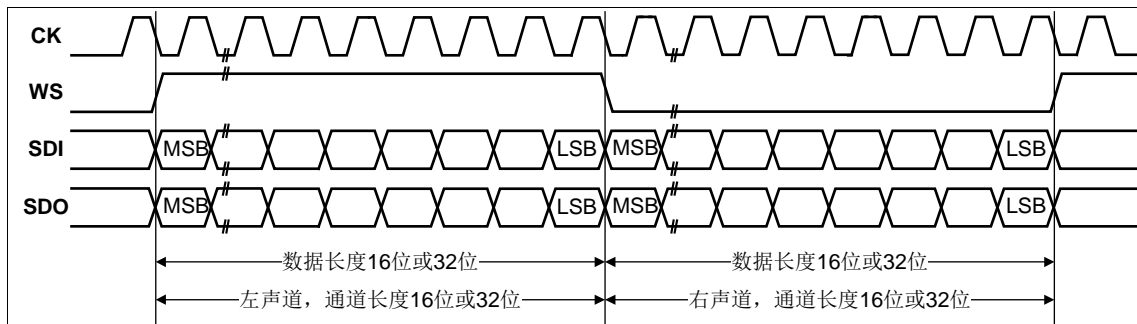 CK
WS
SDI MSB LSB MSB LSB
SDO MSB LSB MSB LSB
数据长度16位或32位 数据长度16位或32位
左声道，通道长度16位或32位 右声道，通道长度16位或32位